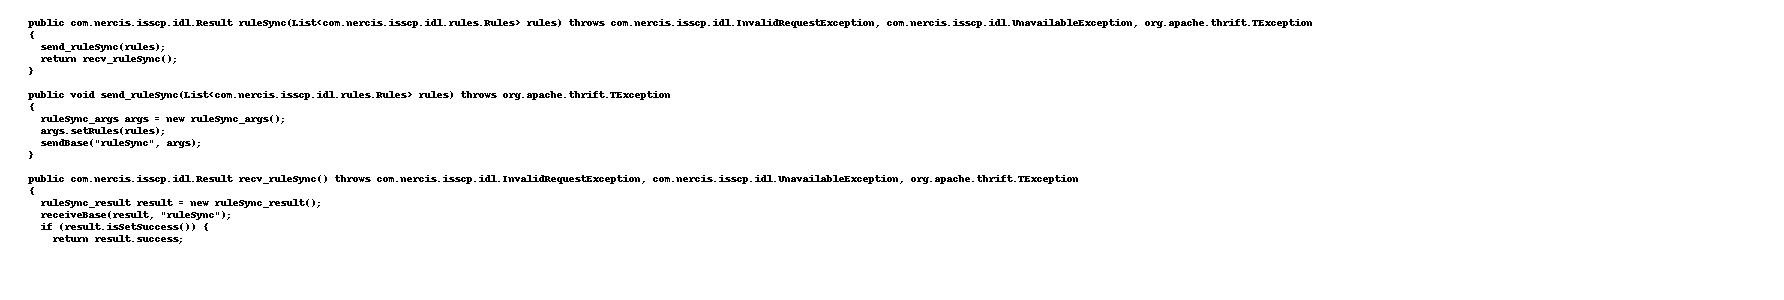 public com.nercis.isscp.idl.Result ruleSync(List<com.nercis.isscp.idl.rules.Rules> rules) throws com.nercis.isscp.idl.InvalidRequestException, com.nercis.isscp.idl.UnavailableException, org.apache.thrift.TException
{
  send_ruleSync(rules);
  return recv_ruleSync();
}
public void send_ruleSync(List<com.nercis.isscp.idl.rules.Rules> rules) throws org.apache.thrift.TException
{
  ruleSync_args args = new ruleSync_args();
  args.setRules(rules);
  sendBase("ruleSync", args);
}
public com.nercis.isscp.idl.Result recv_ruleSync() throws com.nercis.isscp.idl.InvalidRequestException, com.nercis.isscp.idl.UnavailableException, org.apache.thrift.TException
{
  ruleSync_result result = new ruleSync_result();
  receiveBase(result, "ruleSync");
  if (result.isSetSuccess()) {
    return result.success;